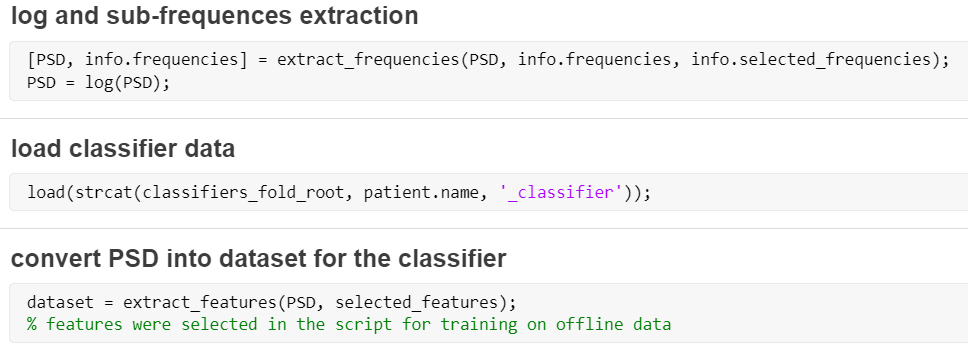 log and sub-frequences extraction
[PSD, info.frequencies] = extract_frequencies(PSD, info.frequencies, info.selected_frequencies);
PSD = log(PSD);
load classifier data
load(strcat(classifiers_fold_root, patient.name, '_classifier'));
convert PSD into dataset for the classifier
dataset = extract_features(PSD, selected_features);
% features were selected in the script for training on offline data